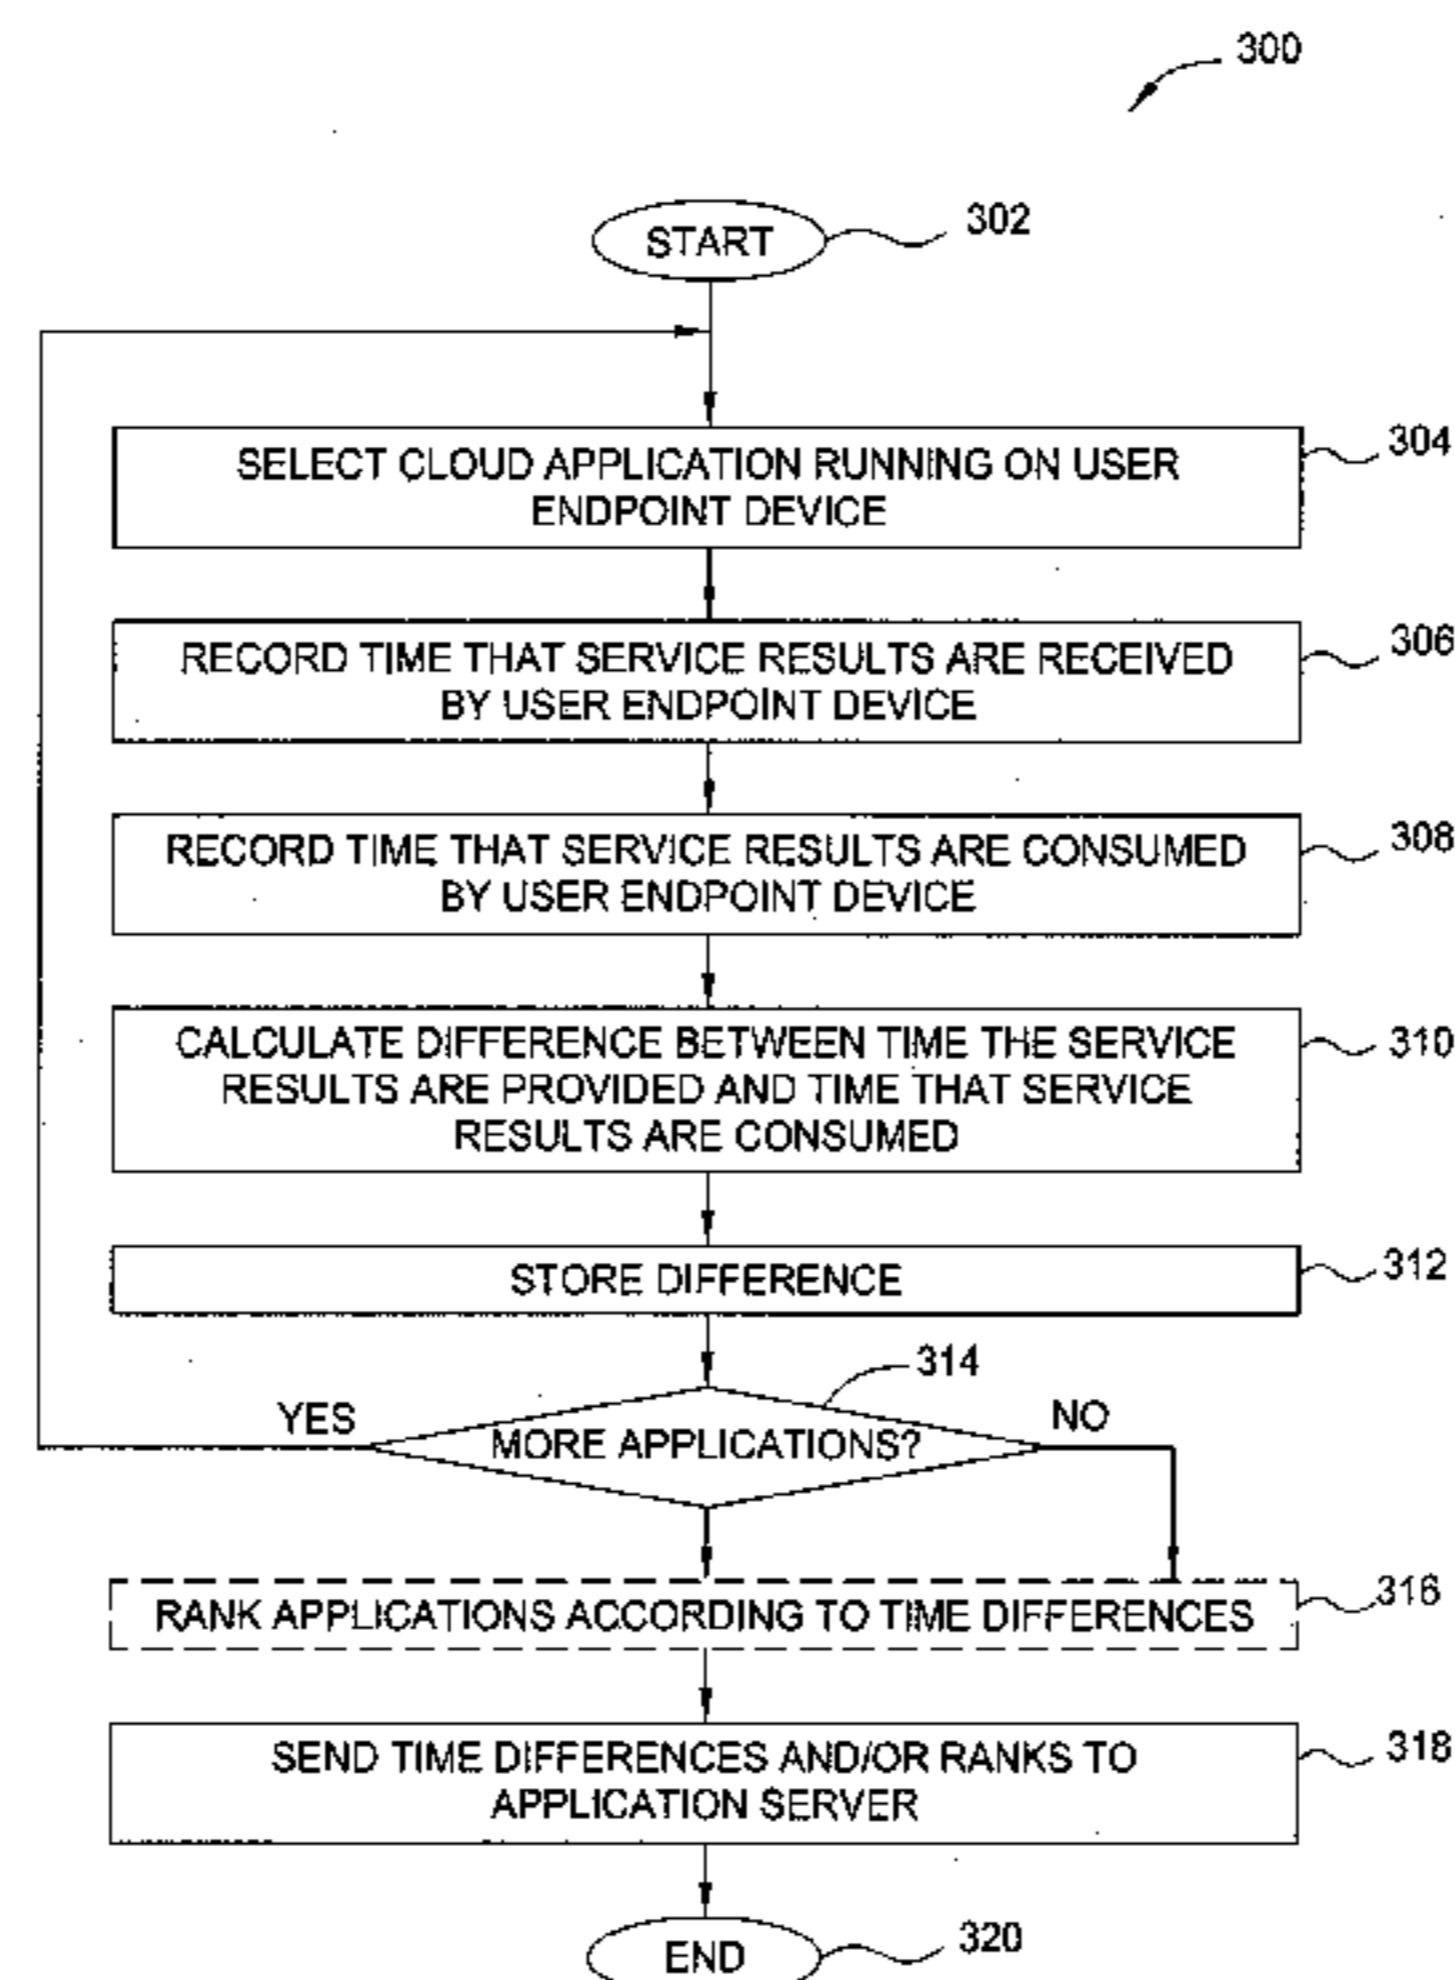 300
START
302
SELECT CLOUD APPLICATION RUNNING ON USER
ENDPOINT DEVICE
304
RECORD TIME THAT SERVICE RESULTS ARE RECEIVED
BY USER ENDPOINT DEVICE
306
RECORD TIME THAT SERVICE RESULTS ARE CONSUMED
BY USER ENDPOINT DEVICE
308
CALCULATE DIFFERENCE BETWEEN TIME THE SERVICE
RESULTS ARE PROVIDED AND TIME THAT SERVICE
RESULTS ARE CONSUMED
310
STORE DIFFERENCE
312
314
YES
MORE APPLICATIONS?
NO
RANK APPLICATIONS ACCORDING TO TIME DIFFERENCES
316
SEND TIME DIFFERENCES AND/OR RANKS TO
APPLICATION SERVER
318
END
320